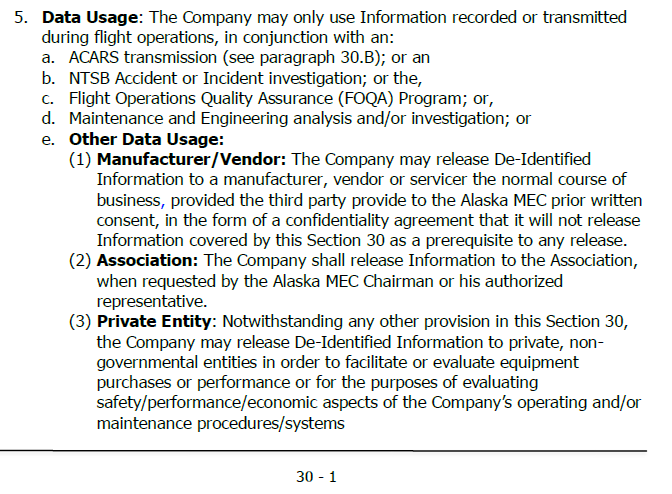 5. Data Usage: The Company may only use Information recorded or transmitted
during flight operations, in conjunction with an:
a. ACARS transmission (see paragraph 30.B); or an
b. NTSB Accident or Incident investigation; or the,
c. Flight Operations Quality Assurance (FOQA) Program; or,
d. Maintenance and Engineering analysis and/or investigation; or
e. Other Data Usage:
(1) Manufacturer/Vendor: The Company may release De-Identified
Information to a manufacturer, vendor or servicer the normal course of
business, provided the third party provide to the Alaska MEC prior written
consent, in the form of a confidentiality agreement that it will not release
Information covered by this Section 30 as a prerequisite to any release.
(2) Association: The Company shall release Information to the Association,
when requested by the Alaska MEC Chairman or his authorized
representative.
(3) Private Entity: Notwithstanding any other provision in this Section 30,
the Company may release De-Identified Information to private, non-
governmental entities in order to facilitate or evaluate equipment
purchases or performance or for the purposes of evaluating
safety/performance/economic aspects of the Company's operating and/or
maintenance procedures/systems
30 - 1